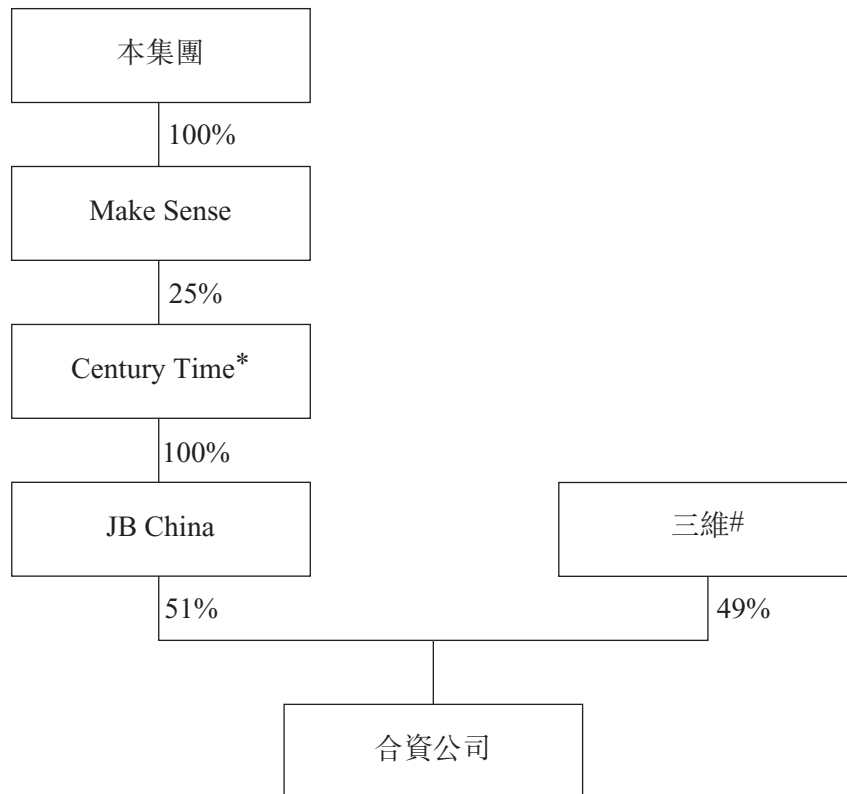 本集團
100%
Make Sense
25%
Century Time*
100%
JB China
三維#
51%
49%
合資公司